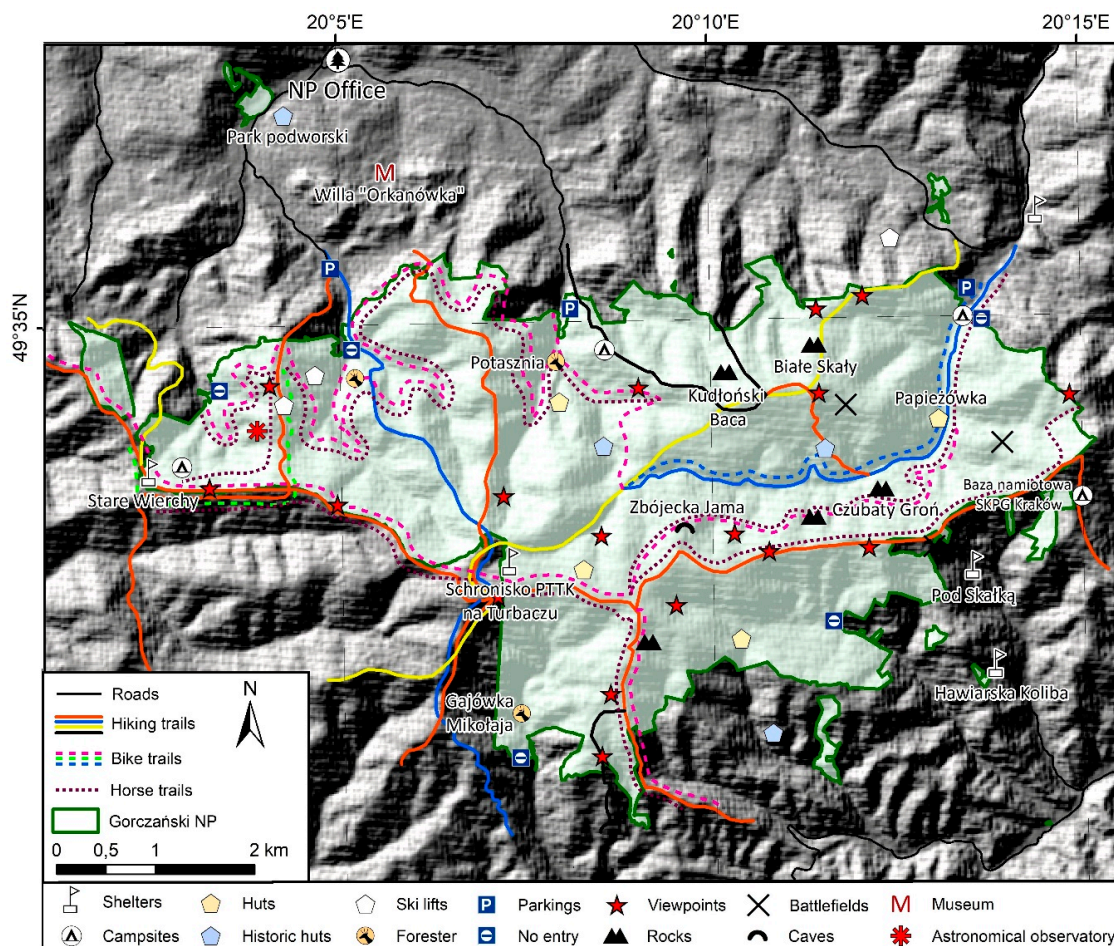 20°5'E
20°10'E
20°15'E
NP Office
Park podworski
M
Willa "Orkanówka"
P
49°35'N
P
P
Potasznia
Białe Skały
Kudłoński
Baca
Papieżówka
Stare Wierchy
Zbójecka Jama
Czubaty Groń
Baza namiotowa
SKPG Kraków
Schronisko PTTK
na Turbaczu
Pod Skałką
Hawiarska Koliba
Gajówka
Mikołaja
Roads
N
Hiking trails
Bike trails
Horse trails
Gorczański NP
0 0,5 1 2 km
Shelters
Huts
Ski lifts
P Parkings
Viewpoints
Battlefields
M Museum
Campsites
Historic huts
Forester
No entry
Rocks
Caves
Astronomical observatory